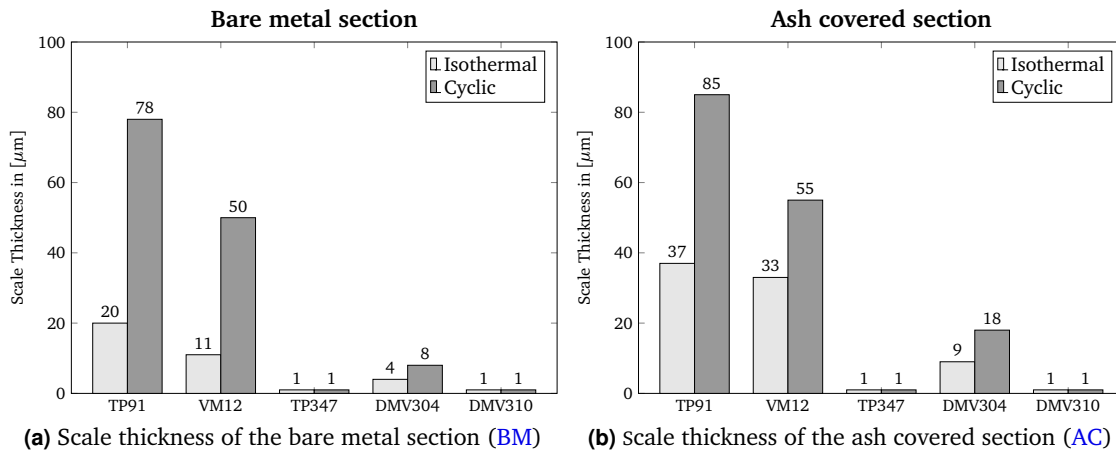 Bare metal section
Scale Thickness in [µm]
100
80
60
40
20
0
Isothermal
Cyclic
20
78
11
50
1
1
4
8
1
1
TP91
VM12
TP347
DMV304
DMV310
(a) Scale thickness of the bare metal section (BM)
Ash covered section
Scale Thickness in [µm]
100
80
60
40
20
0
Isothermal
Cyclic
37
85
33
55
1
1
9
18
1
1
TP91
VM12
TP347
DMV304
DMV310
(b) Scale thickness of the ash covered section (AC)